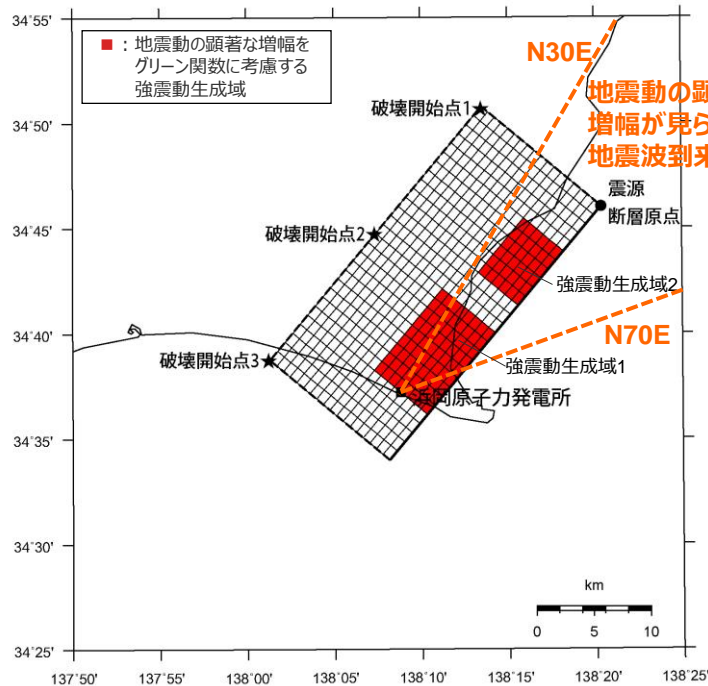 34˚55'
■ : 地震動の顕著な増幅を
グリーン関数に考慮する
強震動生成域
N30E
地震動の顕
増幅が見ら
地震波到来
34˚50'
破壊開始点1
震源
断層原点
34˚45'
破壊開始点2
強震動生成域2
34˚40'
N70E
破壊開始点3
強震動生成域1
浜岡原子力発電所
34˚35'
34˚30'
km
0 5 10
34˚25'
137˚50' 137˚55' 138˚00' 138˚05' 138˚10' 138˚15' 138˚20' 138˚25'